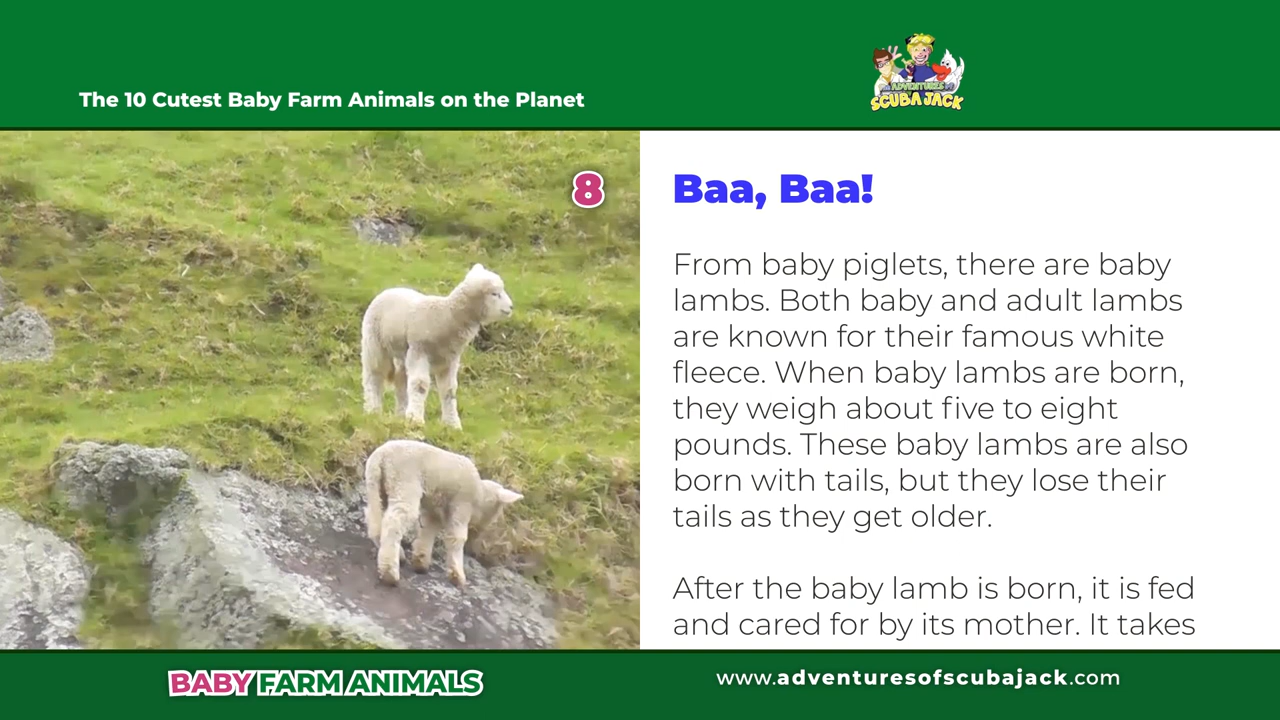 The 10 Cutest Baby Farm Animals on the Planet
THE ADVENTURES OF
SCUBA JACK
8
Baa, Baa!
From baby piglets, there are baby
lambs. Both baby and adult lambs
are known for their famous white
fleece. When baby lambs are born,
they weigh about five to eight
pounds. These baby lambs are also
born with tails, but they lose their
tails as they get older.
After the baby lamb is born, it is fed
and cared for by its mother. It takes
BABY FARM ANIMALS
www.adventuresofscubajack.com